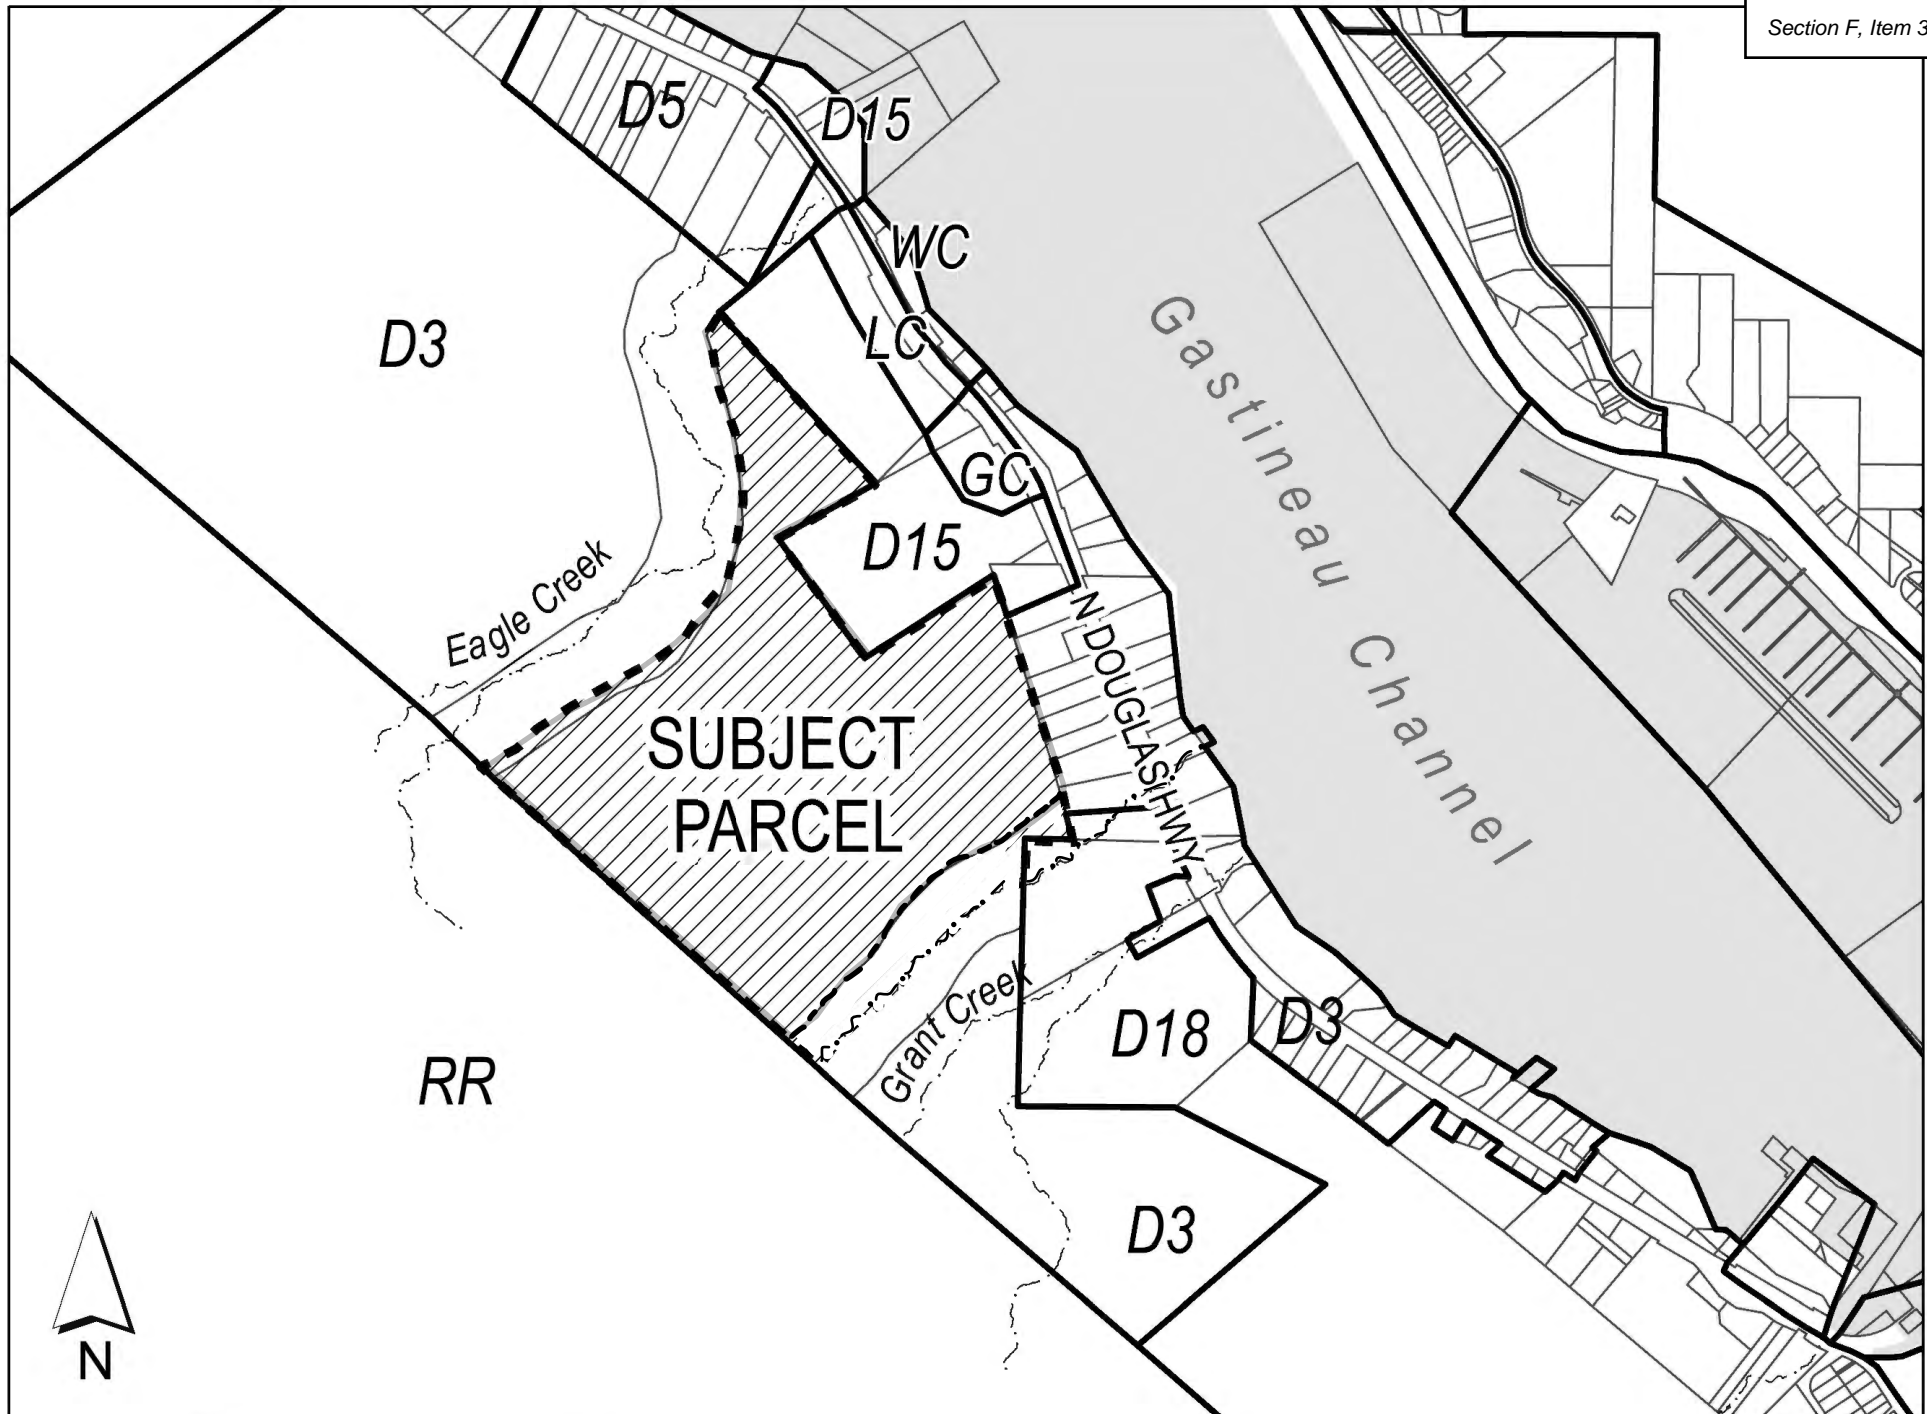 Section F, Item 3
D5
D15
WC
D3
LC
GC
D15
Gastineau Channel
Eagle Creek
N DOUGLAS HWY
SUBJECT
PARCEL
Grant Creek
D18
D3
RR
D3
N